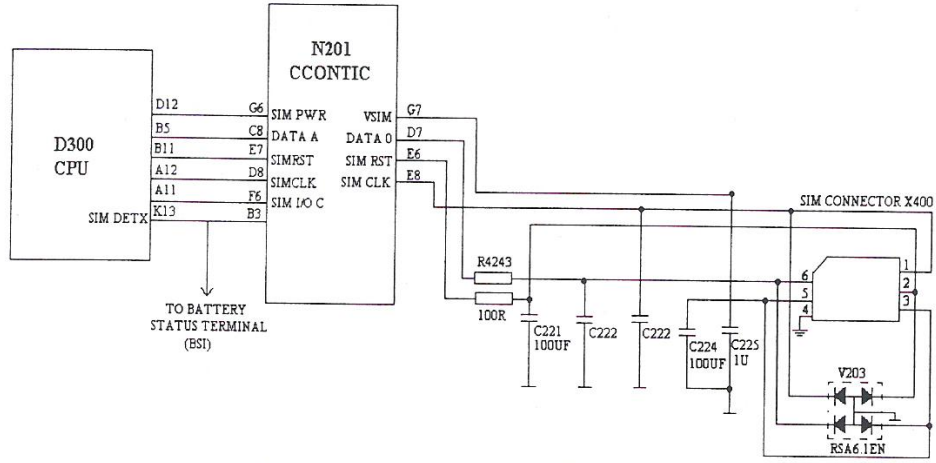 N201
CCONTIC
D300
CPU
D12
B5
B11
A12
A11
K13
SIM DETX
G6
C8
E7
D8
F6
B3
SIM PWR
DATA A
SIMRST
SIMCLK
SIM I/O C
VSIM
DATA 0
SIM RST
SIM CLK
G7
D7
E6
E8
TO BATTERY
STATUS TERMINAL
(BSI)
R4243
100R
C221
100UF
C222
C222
C224
100UF
C225
1U
SIM CONNECTOR X400
6
5
4
1
2
3
V203
RSA6.1EN